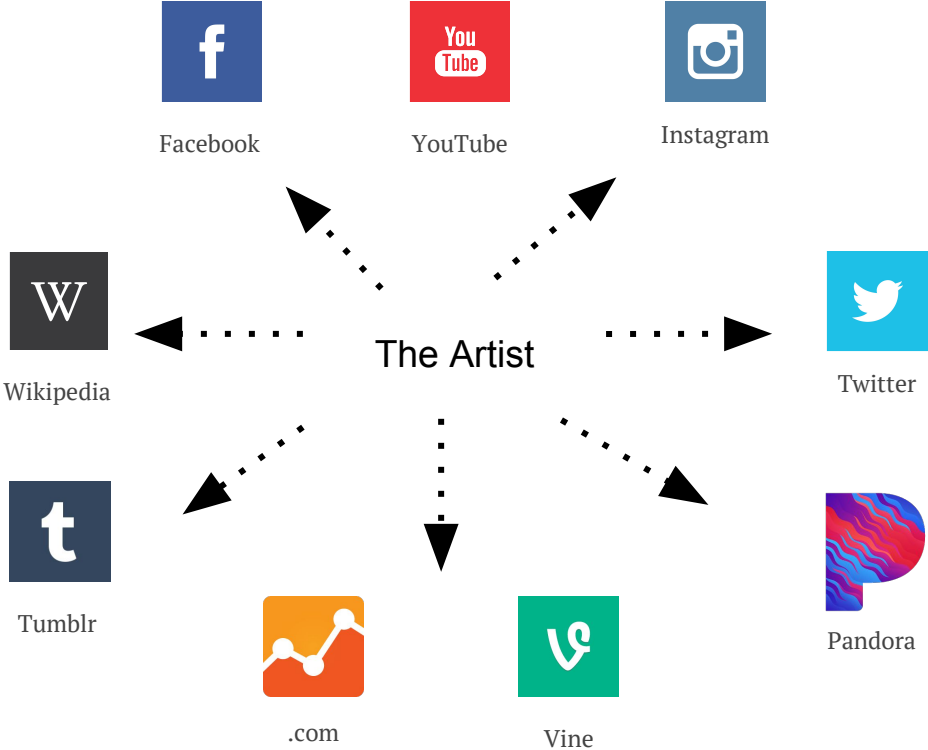 f
You
Tube
Facebook
YouTube
Instagram
W
The Artist
Wikipedia
Twitter
t
Tumblr
Pandora
.com
Vine